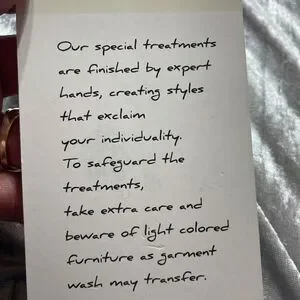 Our special treatments
are finished by expert
hands, creating styles
that exclaim
your individuality.
To safeguard the
treatments,
take extra care and
beware of light colored
furniture as garment
wash may transfer.